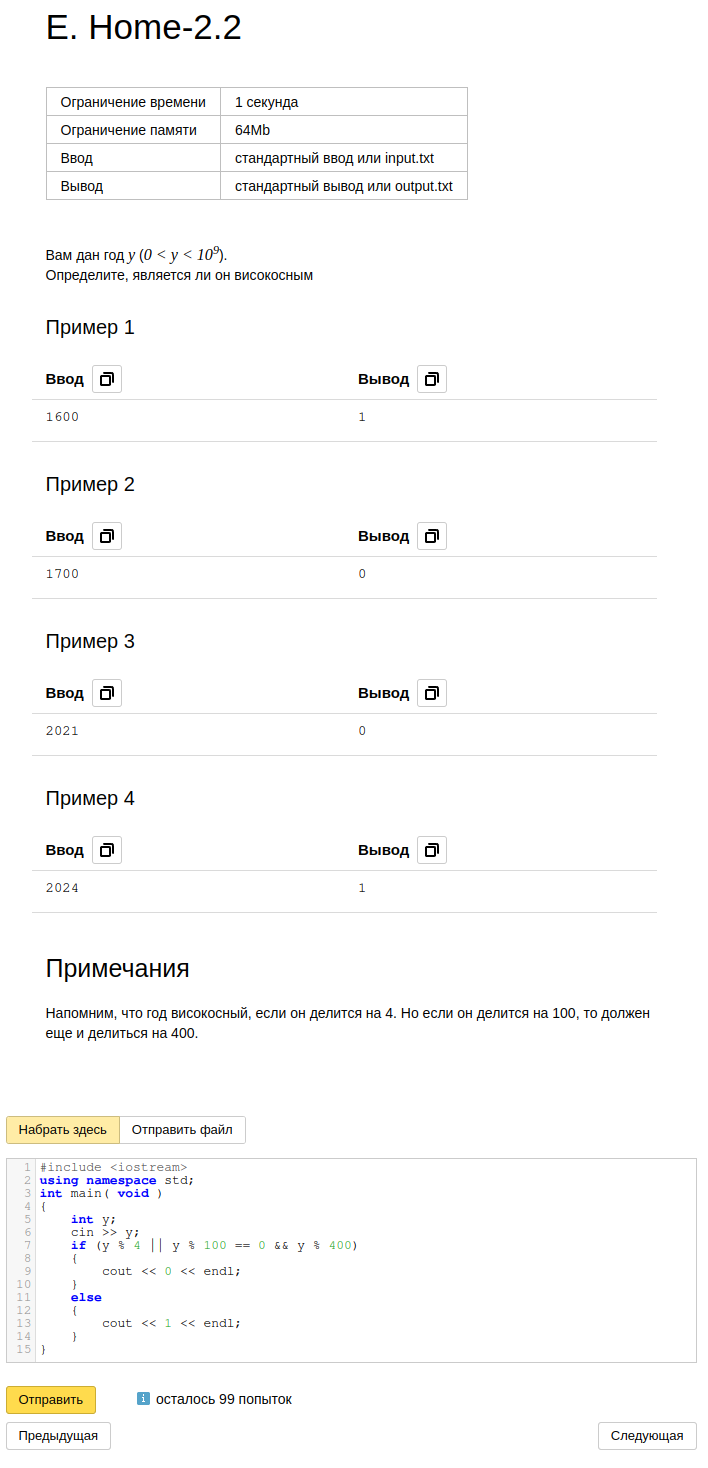 E. Home-2.2
Ограничение времени 1 секунда
Ограничение памяти 64Mb
Ввод стандартный ввод или input.txt
Вывод стандартный вывод или output.txt
Вам дан год y (0 < y < 10⁹).
Определите, является ли он високосным
Пример 1
Ввод Вывод
1600 1
Пример 2
Ввод Вывод
1700 0
Пример 3
Ввод Вывод
2021 0
Пример 4
Ввод Вывод
2024 1
Примечания
Напомним, что год високосный, если он делится на 4. Но если он делится на 100, то должен
еще и делиться на 400.
Набрать здесь Отправить файл
1 #include <iostream>
2 using namespace std;
3 int main( void )
4 {
5     int y;
6     cin >> y;
7     if (y % 4 || y % 100 == 0 && y % 400)
8     {
9         cout << 0 << endl;
10     }
11     else
12     {
13         cout << 1 << endl;
14     }
15 }
Отправить i осталось 99 попыток
Предыдущая Следующая